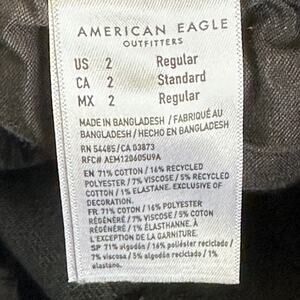 AMERICAN EAGLE
OUTFITTERS
US 2 Regular
CA 2 Standard
MX 2 Regular
MADE IN BANGLADESH / FABRIQUÉ AU
BANGLADESH / HECHO EN BANGLADESH
RN 54485/CA 03873
RFC# AEM120605U9A
EN 71% COTTON / 16% RECYCLED
POLYESTER / 7% VISCOSE / 5% RECYCLED
COTTON / 1% ELASTANE. EXCLUSIVE OF
DECORATION.
FR 71% COTON / 16% POLYESTER
RÉGÉNÉRÉ / 7% VISCOSE / 5% COTON
RÉGÉNÉRÉ / 1% ÉLASTHANNE. À
L'EXCEPTION DE LA GARNITURE.
SP 71% algodón / 16% poliéster reciclado /
7% viscosa / 5% algodón reciclado /
1% elastano.